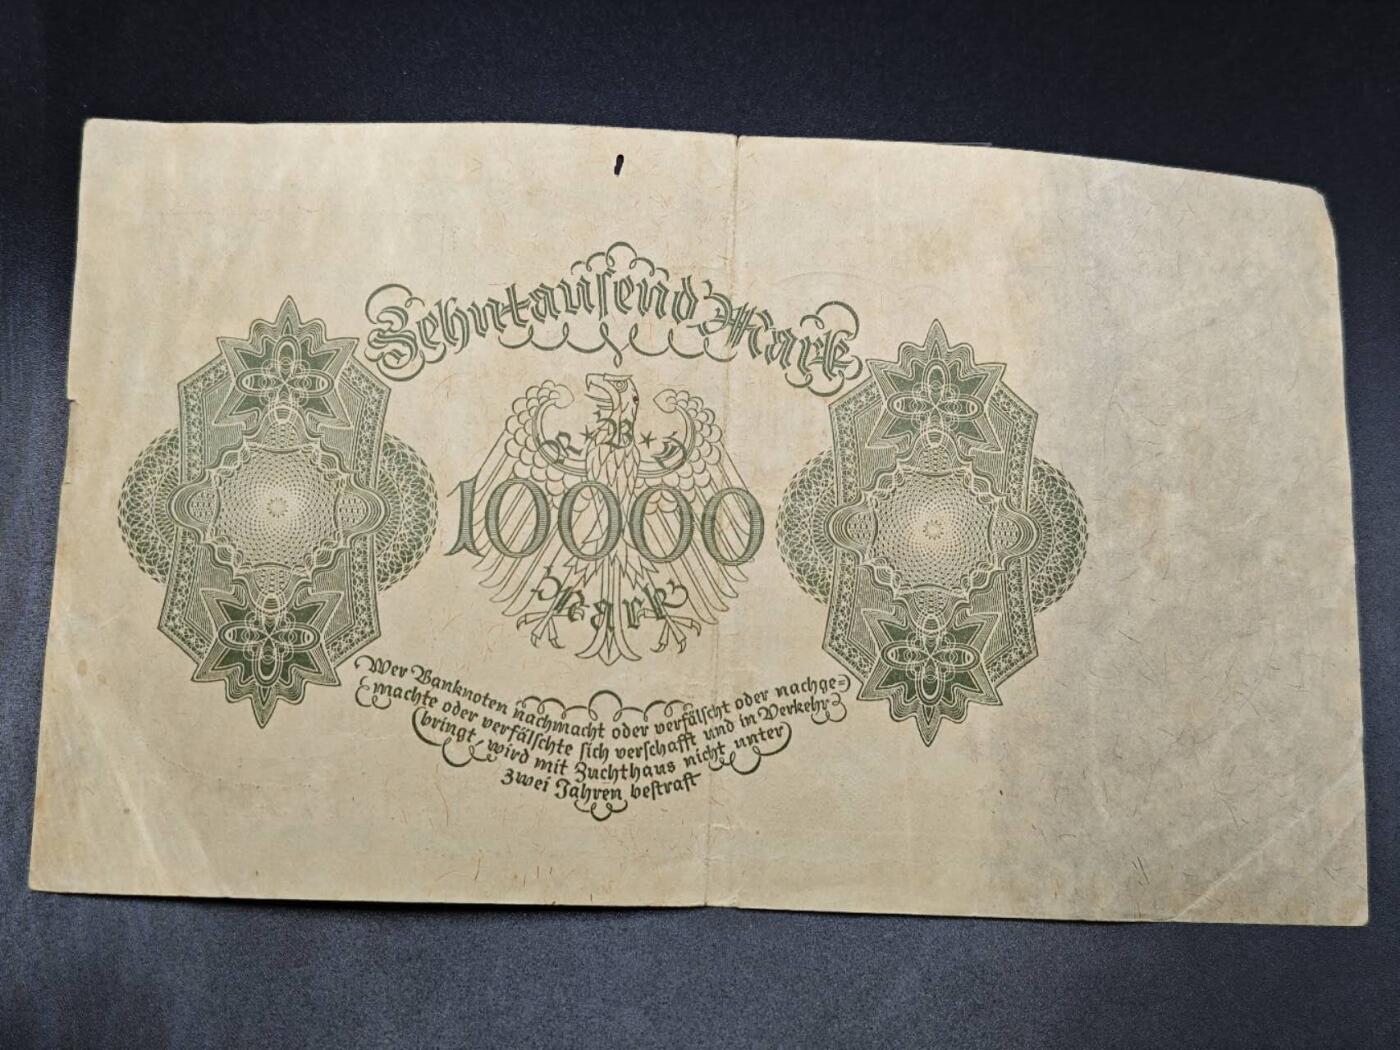 Zehntausend Mark
R * B * D
10000
Mark
Wer Banknoten nachmacht oder verfälscht oder nachge=
machte oder verfälschte sich verschafft und in Verkehr
bringt, wird mit Zuchthaus nicht unter
zwei Jahren bestraft